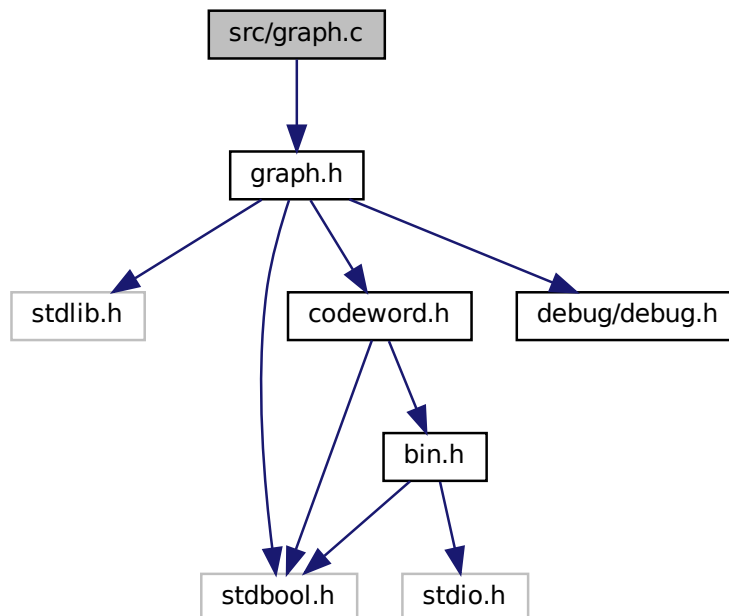 src/graph.c
graph.h
stdlib.h
codeword.h
debug/debug.h
bin.h
stdbool.h
stdio.h